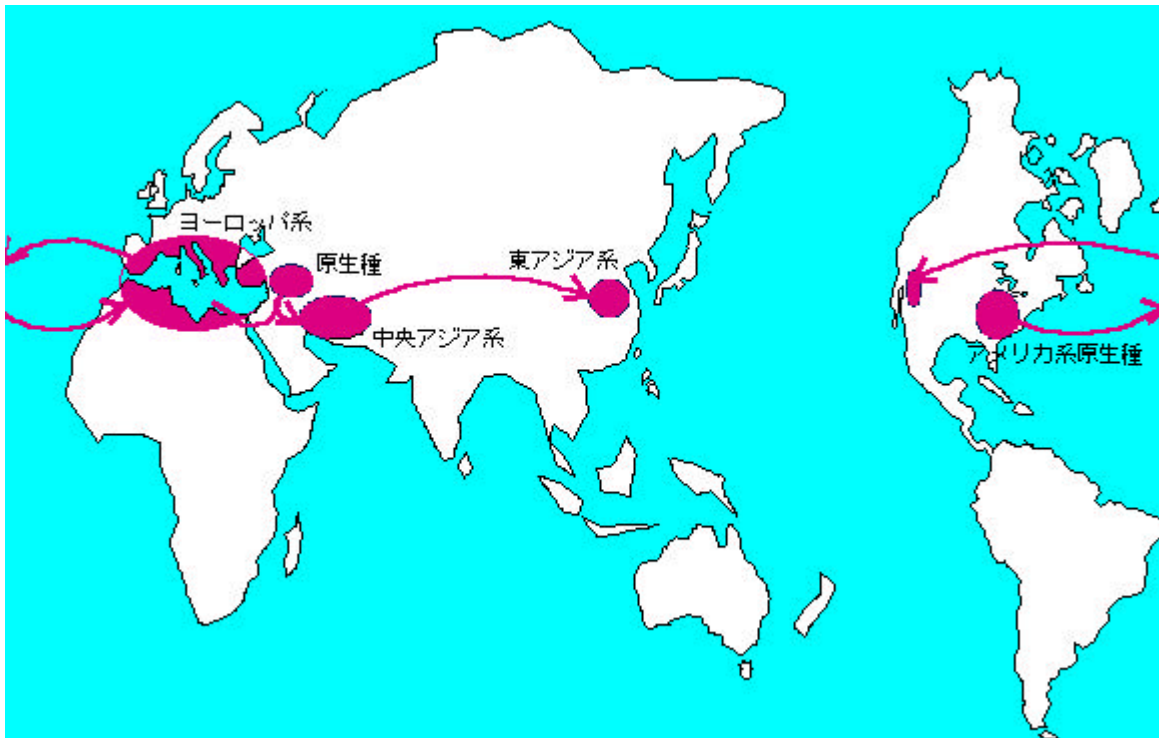 ヨーロッパ系
原生種
東アジア系
中央アジア系
アメリカ系原生種